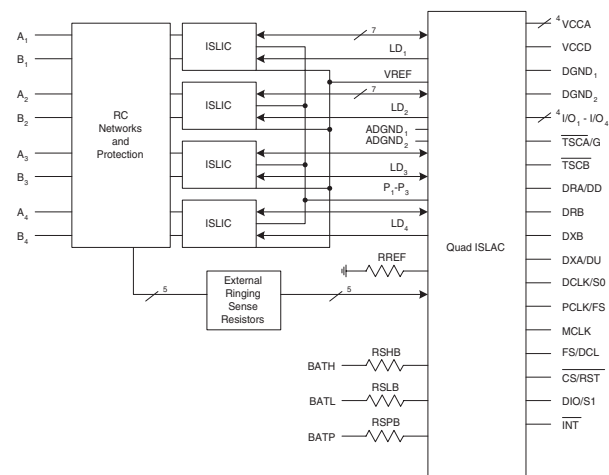 A1
B1
A2
B2
A3
B3
A4
B4
RC
Networks
and
Protection
ISLIC
ISLIC
ISLIC
ISLIC
7
LD1
VREF
7
LD2
ADGND1
ADGND2
LD3
P1-P3
LD4
RREF
5
External
Ringing
Sense
Resistors
5
RSHB
BATH
RSLB
BATL
RSPB
BATP
Quad ISLAC
4
VCCA
VCCD
DGND1
DGND2
4
I/O1 - I/O4
TSCA/G
TSCB
DRA/DD
DRB
DXB
DXA/DU
DCLK/S0
PCLK/FS
MCLK
FS/DCL
CS/RST
DIO/S1
INT